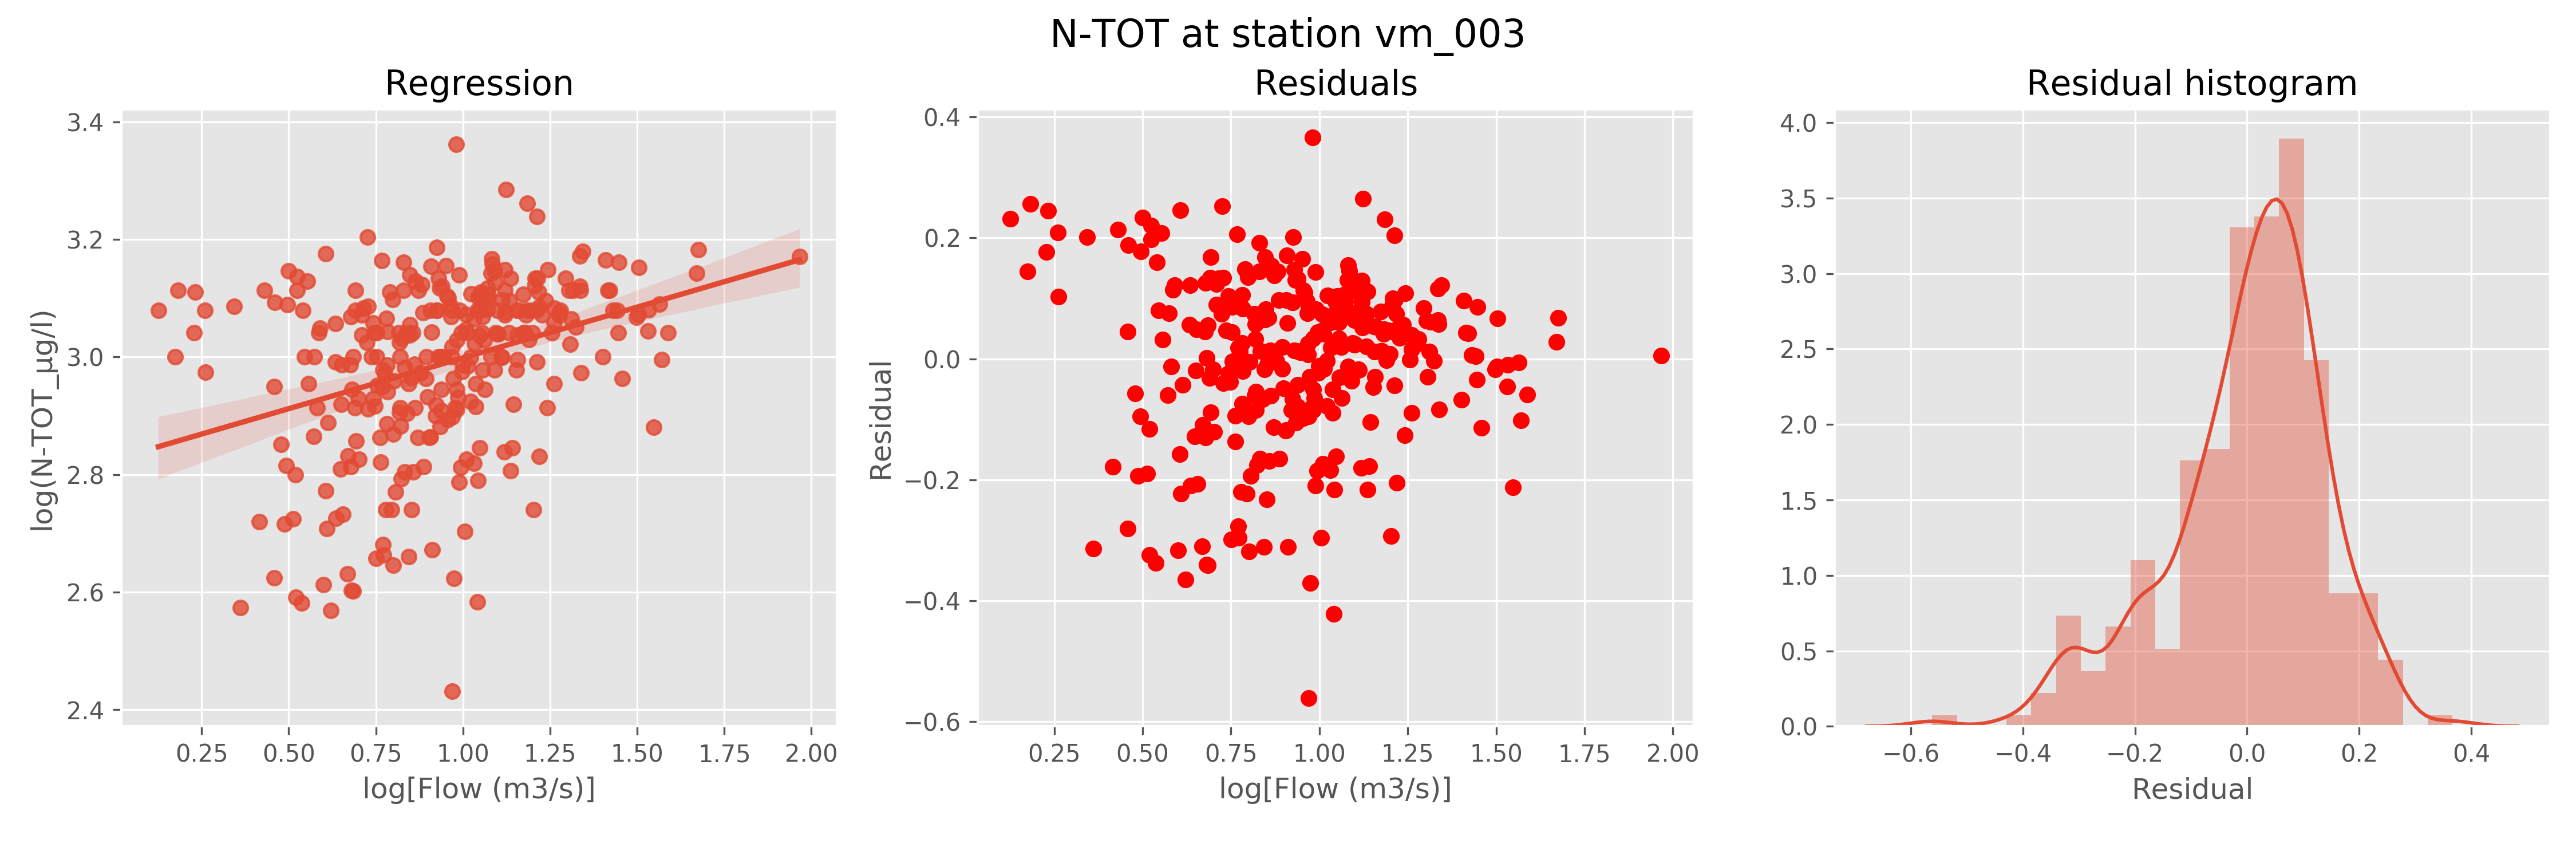 N-TOT at station vm_003
Regression
3.4
3.2
3.0
2.8
2.6
2.4
log(N-TOT_µg/l)
0.25 0.50 0.75 1.00 1.25 1.50 1.75 2.00
log[Flow (m3/s)]
Residuals
0.4
0.2
0.0
−0.2
−0.4
−0.6
Residual
0.25 0.50 0.75 1.00 1.25 1.50 1.75 2.00
log[Flow (m3/s)]
Residual histogram
4.0
3.5
3.0
2.5
2.0
1.5
1.0
0.5
0.0
−0.6 −0.4 −0.2 0.0 0.2 0.4
Residual